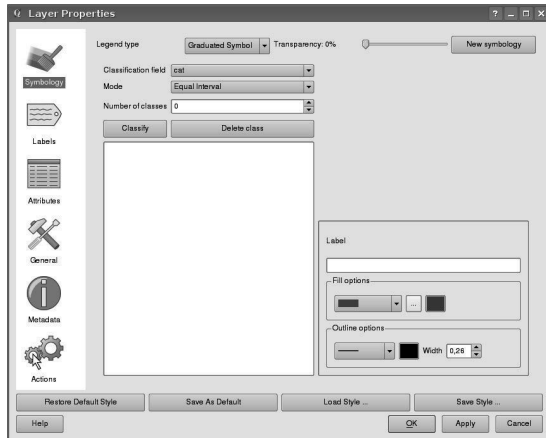 Layer Properties
Legend type Graduated Symbol Transparency: 0% New symbology
Symbology
Classification field cat
Mode Equal Interval
Number of classes 0
Classify Delete class
Labels
Attributes
General
Metadata
Actions
Label
Fill options
...
Outline options
Width 0,26
Restore Default Style Save As Default Load Style ... Save Style ...
Help OK Apply Cancel